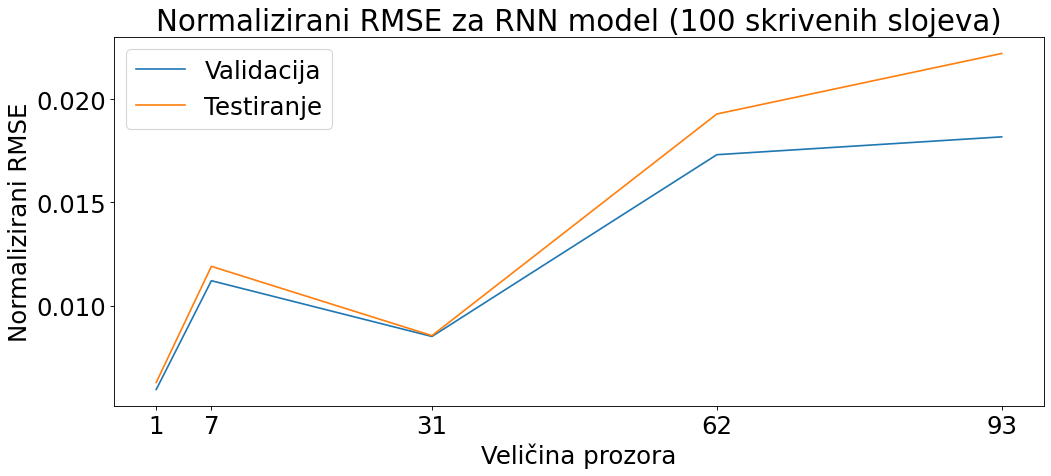 Normalizirani RMSE za RNN model (100 skrivenih slojeva)
Validacija
Testiranje
Normalizirani RMSE
0.020
0.015
0.010
1 7 31 62 93
Veličina prozora